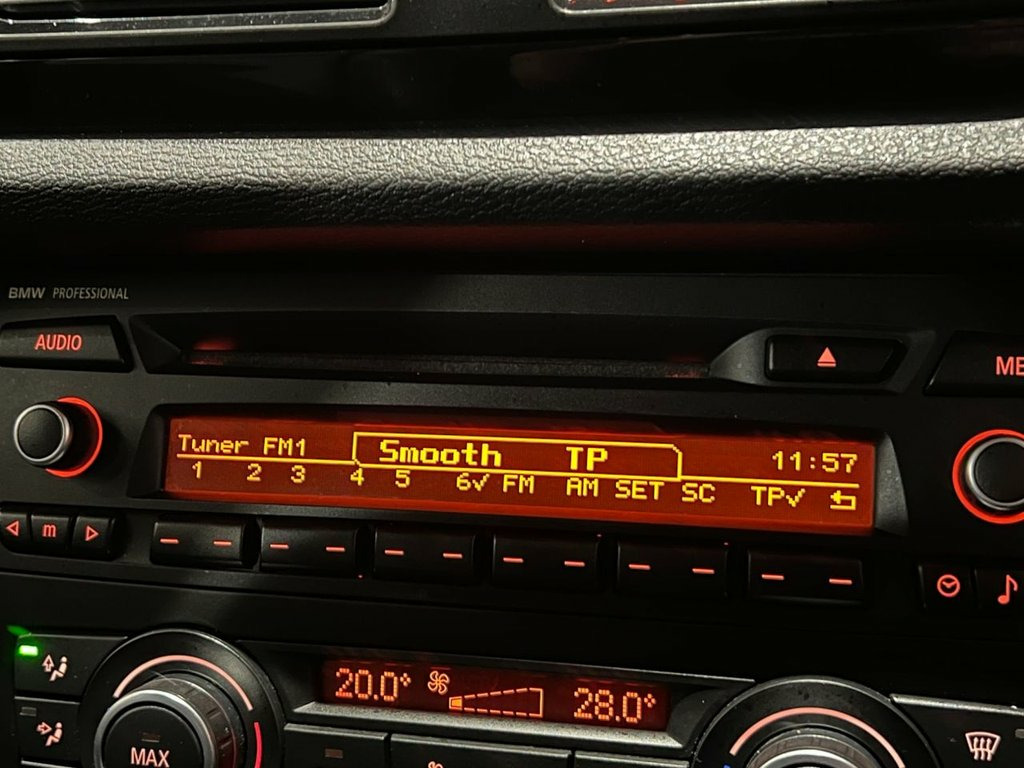 BMW PROFESSIONAL
AUDIO
Tuner FM1 Smooth TP 11:57
1 2 3 4 5 6✓ FM AM SET SC TP✓
m
20.0° 28.0°
MAX